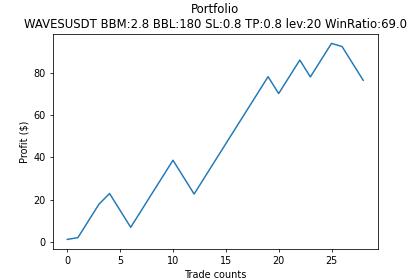 Portfolio
WAVESUSDT BBM:2.8 BBL:180 SL:0.8 TP:0.8 lev:20 WinRatio:69.0
80
60
40
20
0
Profit ($)
0 5 10 15 20 25
Trade counts